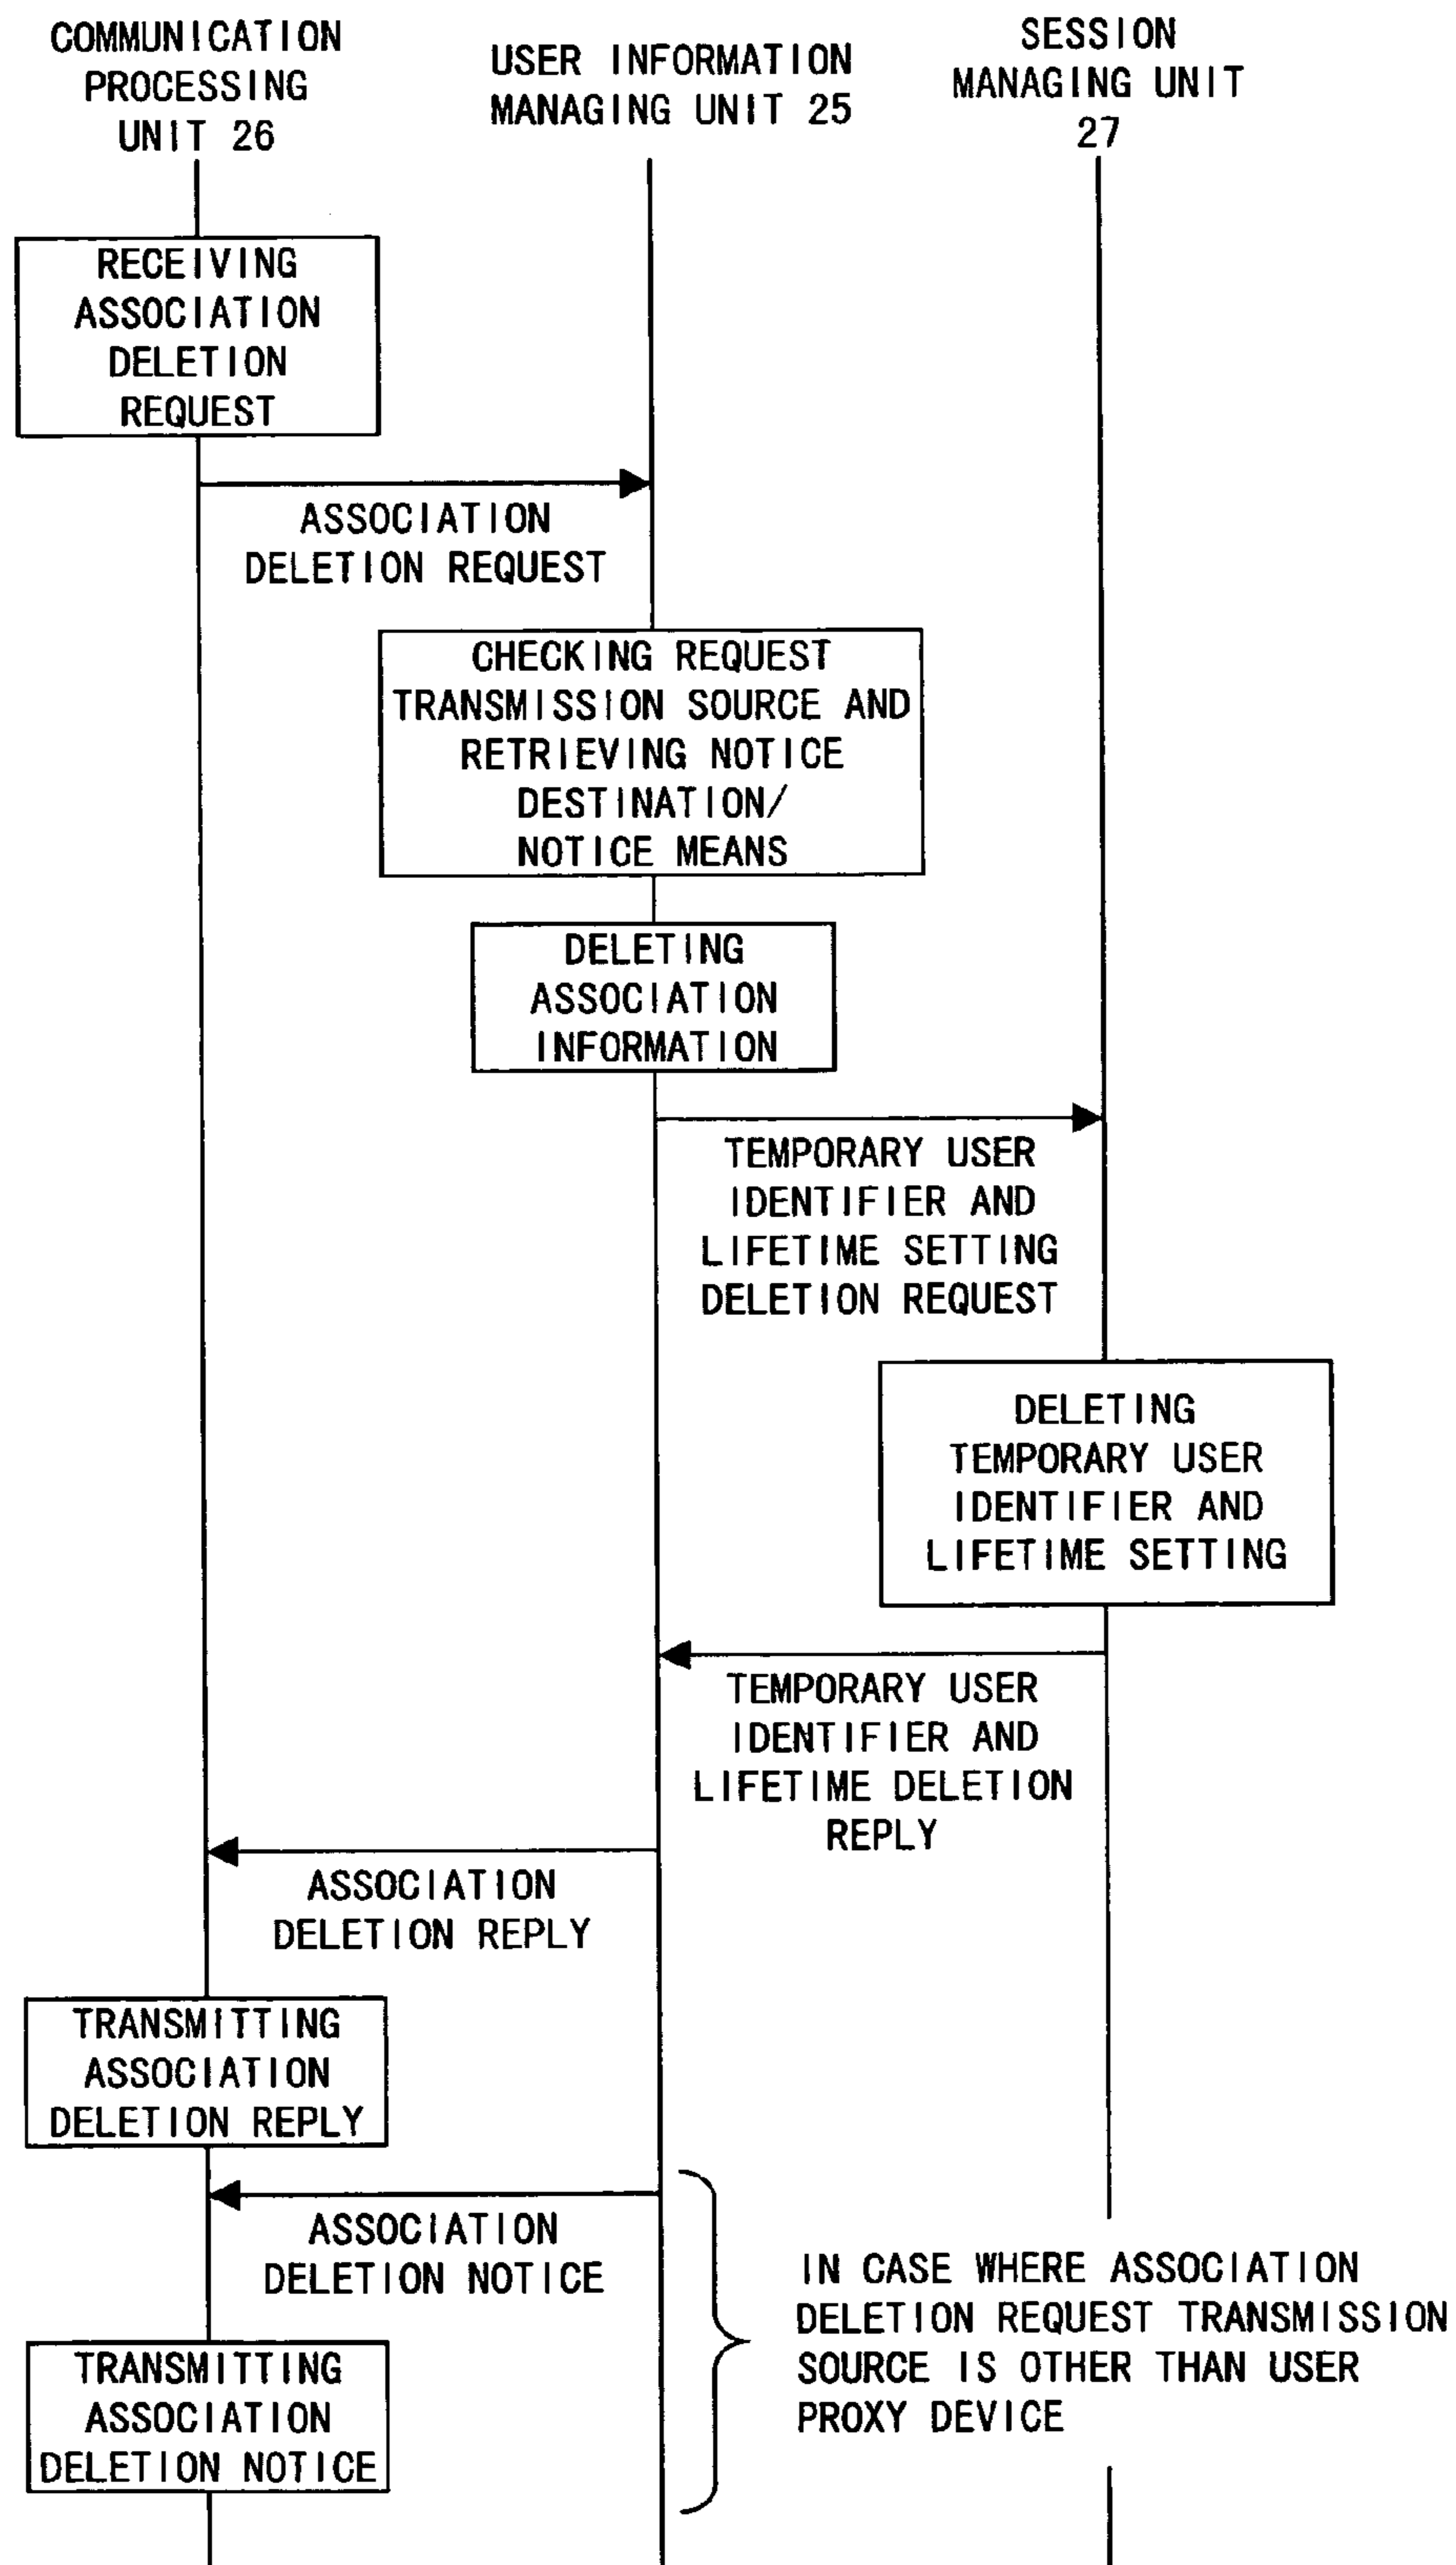 COMMUNICATION
PROCESSING
UNIT 26
USER INFORMATION
MANAGING UNIT 25
SESSION
MANAGING UNIT
27
RECEIVING
ASSOCIATION
DELETION
REQUEST
ASSOCIATION
DELETION REQUEST
CHECKING REQUEST
TRANSMISSION SOURCE AND
RETRIEVING NOTICE
DESTINATION/
NOTICE MEANS
DELETING
ASSOCIATION
INFORMATION
TEMPORARY USER
IDENTIFIER AND
LIFETIME SETTING
DELETION REQUEST
DELETING
TEMPORARY USER
IDENTIFIER AND
LIFETIME SETTING
TEMPORARY USER
IDENTIFIER AND
LIFETIME DELETION
REPLY
ASSOCIATION
DELETION REPLY
TRANSMITTING
ASSOCIATION
DELETION REPLY
ASSOCIATION
DELETION NOTICE
IN CASE WHERE ASSOCIATION
DELETION REQUEST TRANSMISSION
SOURCE IS OTHER THAN USER
PROXY DEVICE
TRANSMITTING
ASSOCIATION
DELETION NOTICE